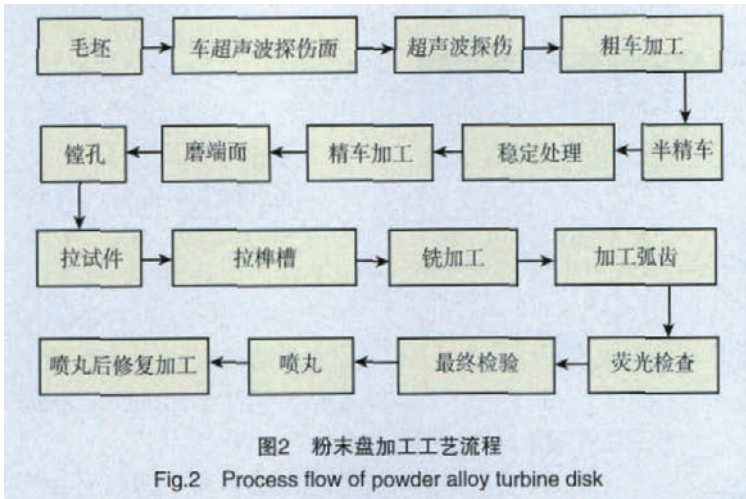 毛坯 车超声波探伤面 超声波探伤 粗车加工
镗孔 磨端面 精车加工 稳定处理 半精车
拉试件 拉榫槽 铣加工 加工弧齿
喷丸后修复加工 喷丸 最终检验 荧光检查
图2 粉末盘加工工艺流程
Fig.2 Process flow of powder alloy turbine disk